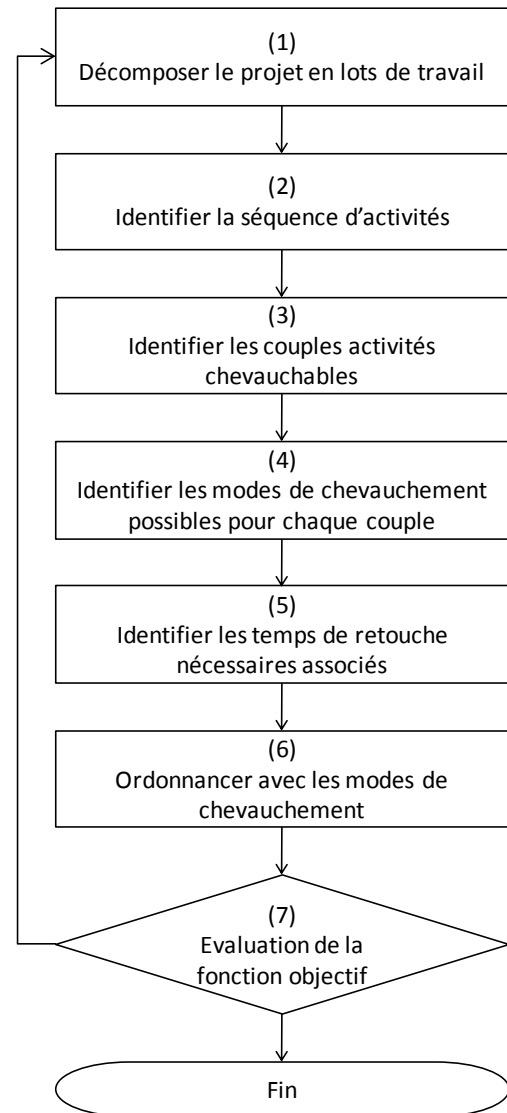 (1)
Décomposer le projet en lots de travail
(2)
Identifier la séquence d'activités
(3)
Identifier les couples activités
chevauchables
(4)
Identifier les modes de chevauchement
possibles pour chaque couple
(5)
Identifier les temps de retouche
nécessaires associés
(6)
Ordonnancer avec les modes de
chevauchement
(7)
Evaluation de la
fonction objectif
Fin